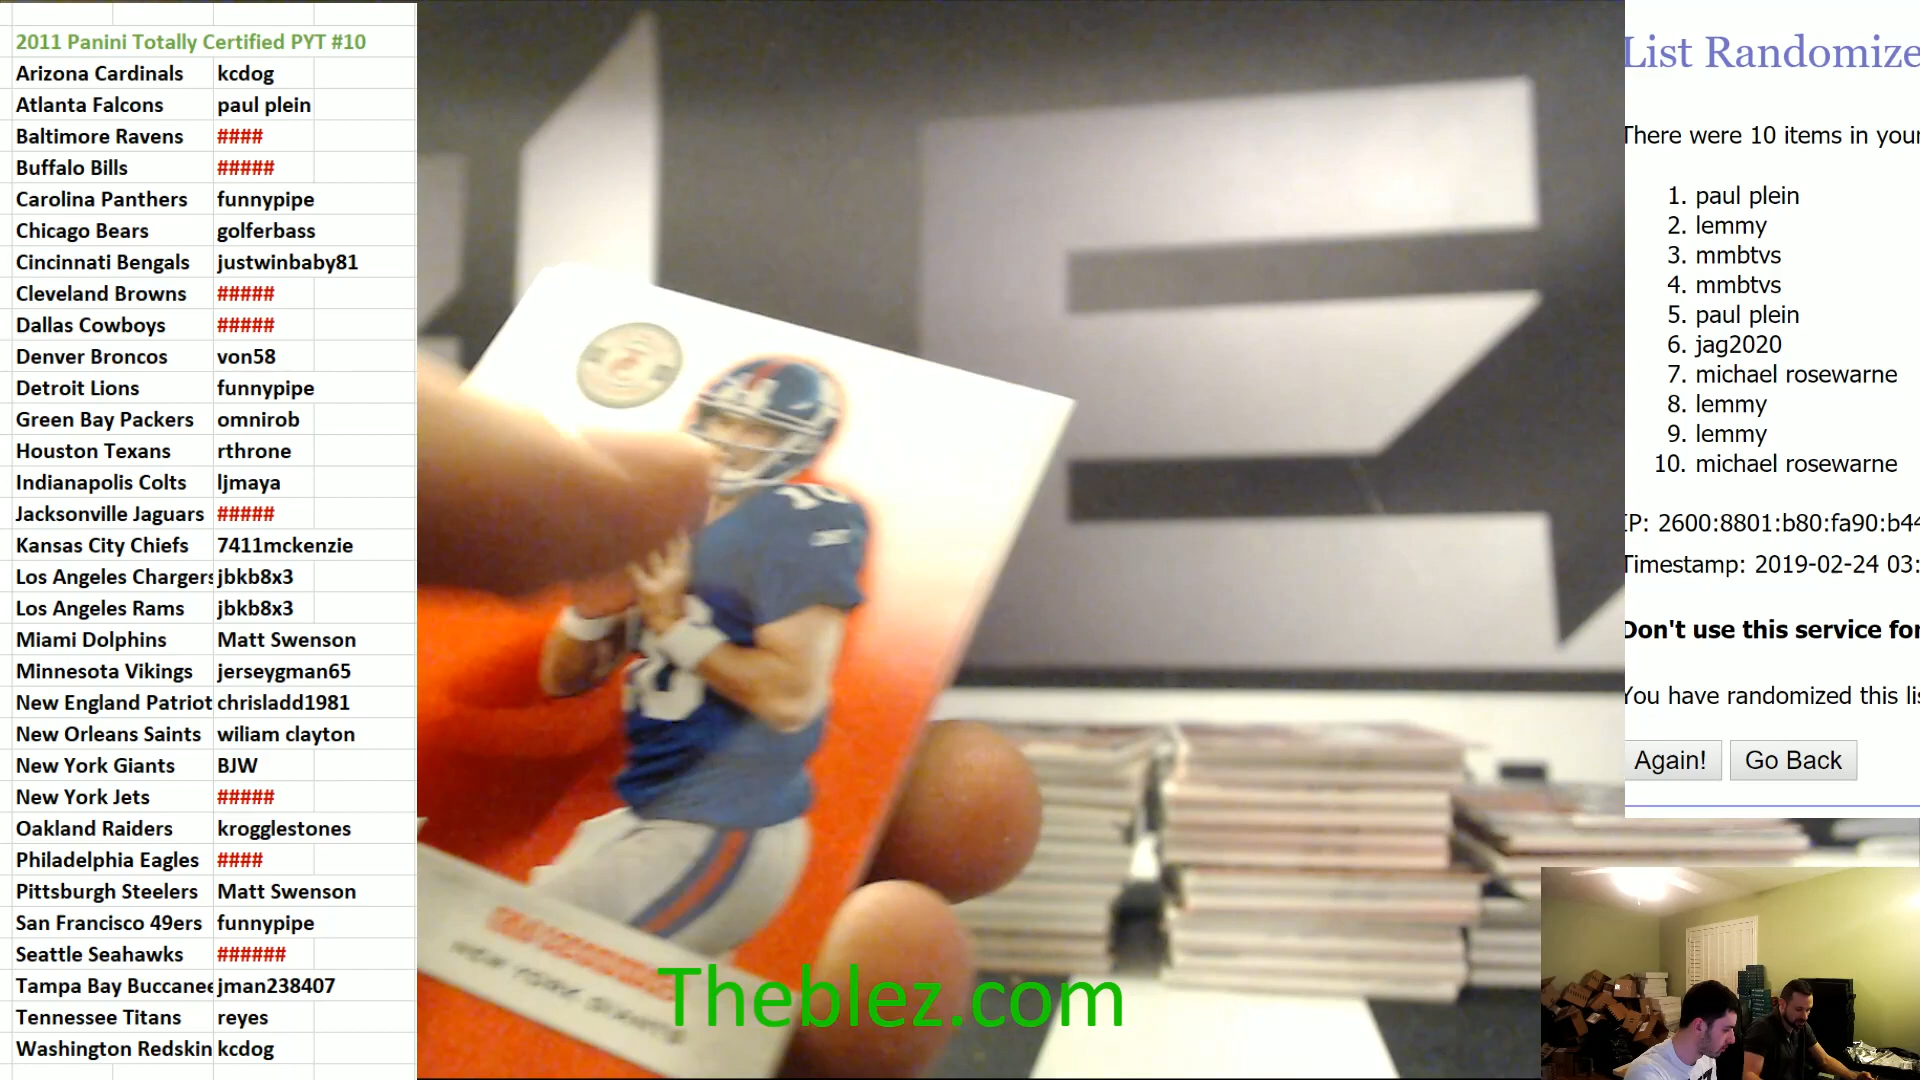 2011 Panini Totally Certified PYT #10
Arizona Cardinals kcdog
Atlanta Falcons paul plein
Baltimore Ravens ####
Buffalo Bills #####
Carolina Panthers funnypipe
Chicago Bears golferbass
Cincinnati Bengals justwinbaby81
Cleveland Browns #####
Dallas Cowboys #####
Denver Broncos von58
Detroit Lions funnypipe
Green Bay Packers omnirob
Houston Texans rthrone
Indianapolis Colts ljmaya
Jacksonville Jaguars #####
Kansas City Chiefs 7411mckenzie
Los Angeles Chargers jbkb8x3
Los Angeles Rams jbkb8x3
Miami Dolphins Matt Swenson
Minnesota Vikings jerseygman65
New England Patriot chrisladd1981
New Orleans Saints wiliam clayton
New York Giants BJW
New York Jets #####
Oakland Raiders krogglestones
Philadelphia Eagles ####
Pittsburgh Steelers Matt Swenson
San Francisco 49ers funnypipe
Seattle Seahawks ######
Tampa Bay Buccanee jman238407
Tennessee Titans reyes
Washington Redskin kcdog
10
10
NEW YORK GIANTS
Theblez.com
List Randomize
There were 10 items in your
1. paul plein
2. lemmy
3. mmbtvs
4. mmbtvs
5. paul plein
6. jag2020
7. michael rosewarne
8. lemmy
9. lemmy
10. michael rosewarne
IP: 2600:8801:b80:fa90:b44
Timestamp: 2019-02-24 03:
Don't use this service for
You have randomized this lis
Again! Go Back